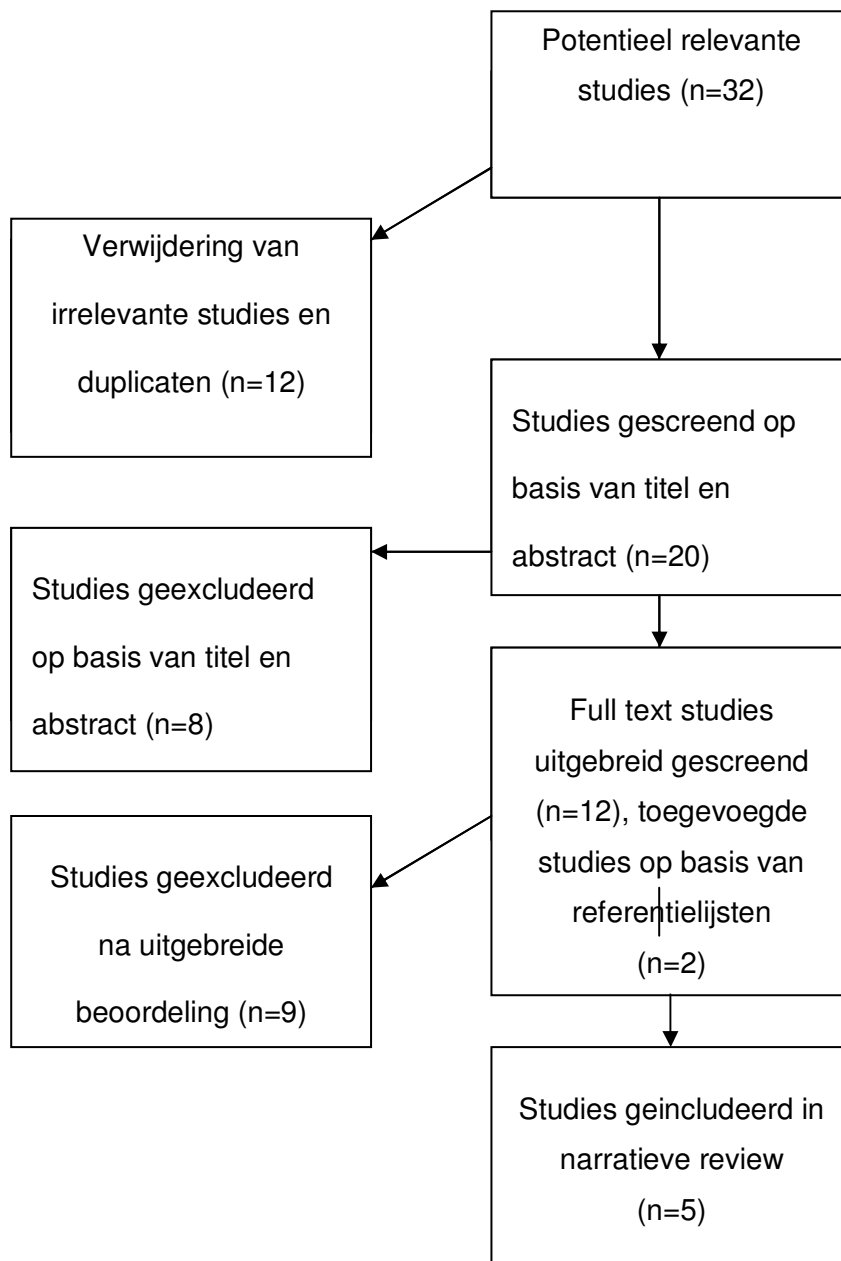 Potentieel relevante
studies (n=32)
Verwijdering van
irrelevante studies en
duplicaten (n=12)
Studies gescreend op
basis van titel en
abstract (n=20)
Studies geexcludeerd
op basis van titel en
abstract (n=8)
Full text studies
uitgebreid gescreend
(n=12), toegevoegde
studies op basis van
referentielijsten
(n=2)
Studies geexcludeerd
na uitgebreide
beoordeling (n=9)
Studies geincludeerd in
narratieve review
(n=5)